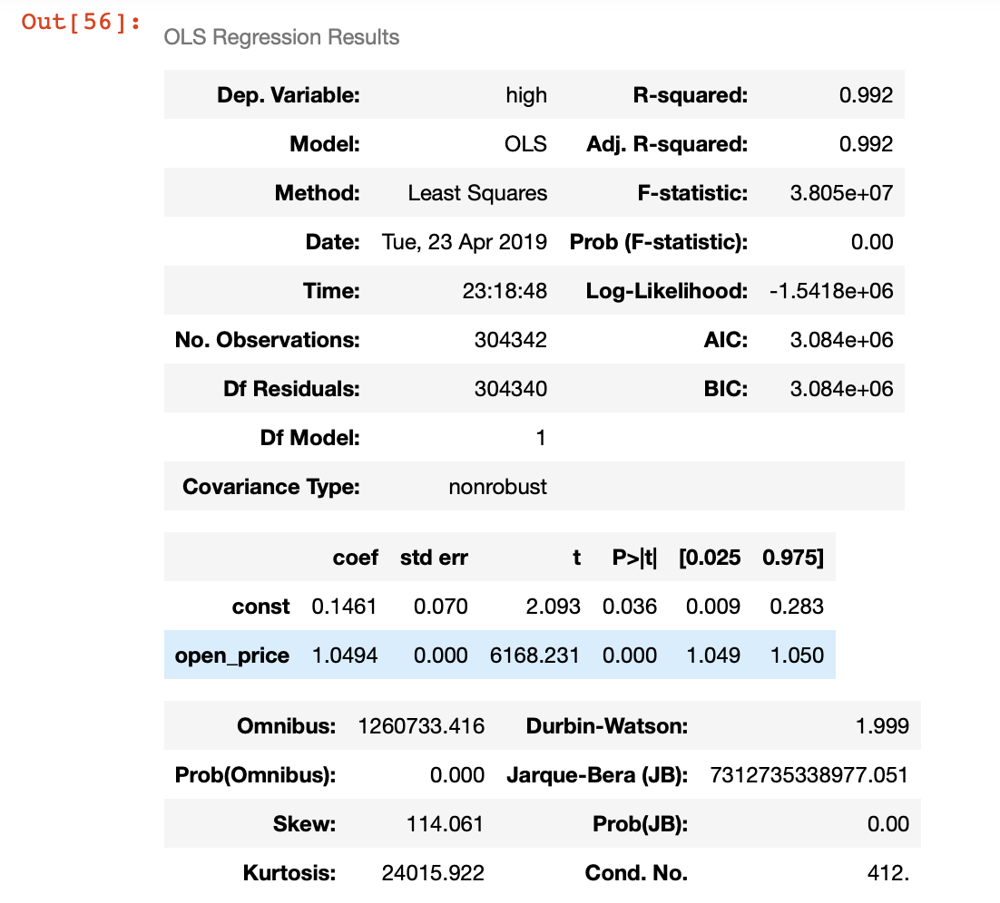 Out[56]:
OLS Regression Results
Dep. Variable: high R-squared: 0.992
Model: OLS Adj. R-squared: 0.992
Method: Least Squares F-statistic: 3.805e+07
Date: Tue, 23 Apr 2019 Prob (F-statistic): 0.00
Time: 23:18:48 Log-Likelihood: -1.5418e+06
No. Observations: 304342 AIC: 3.084e+06
Df Residuals: 304340 BIC: 3.084e+06
Df Model: 1
Covariance Type: nonrobust
coef std err t P>|t| [0.025 0.975]
const 0.1461 0.070 2.093 0.036 0.009 0.283
open_price 1.0494 0.000 6168.231 0.000 1.049 1.050
Omnibus: 1260733.416 Durbin-Watson: 1.999
Prob(Omnibus): 0.000 Jarque-Bera (JB): 7312735338977.051
Skew: 114.061 Prob(JB): 0.00
Kurtosis: 24015.922 Cond. No. 412.